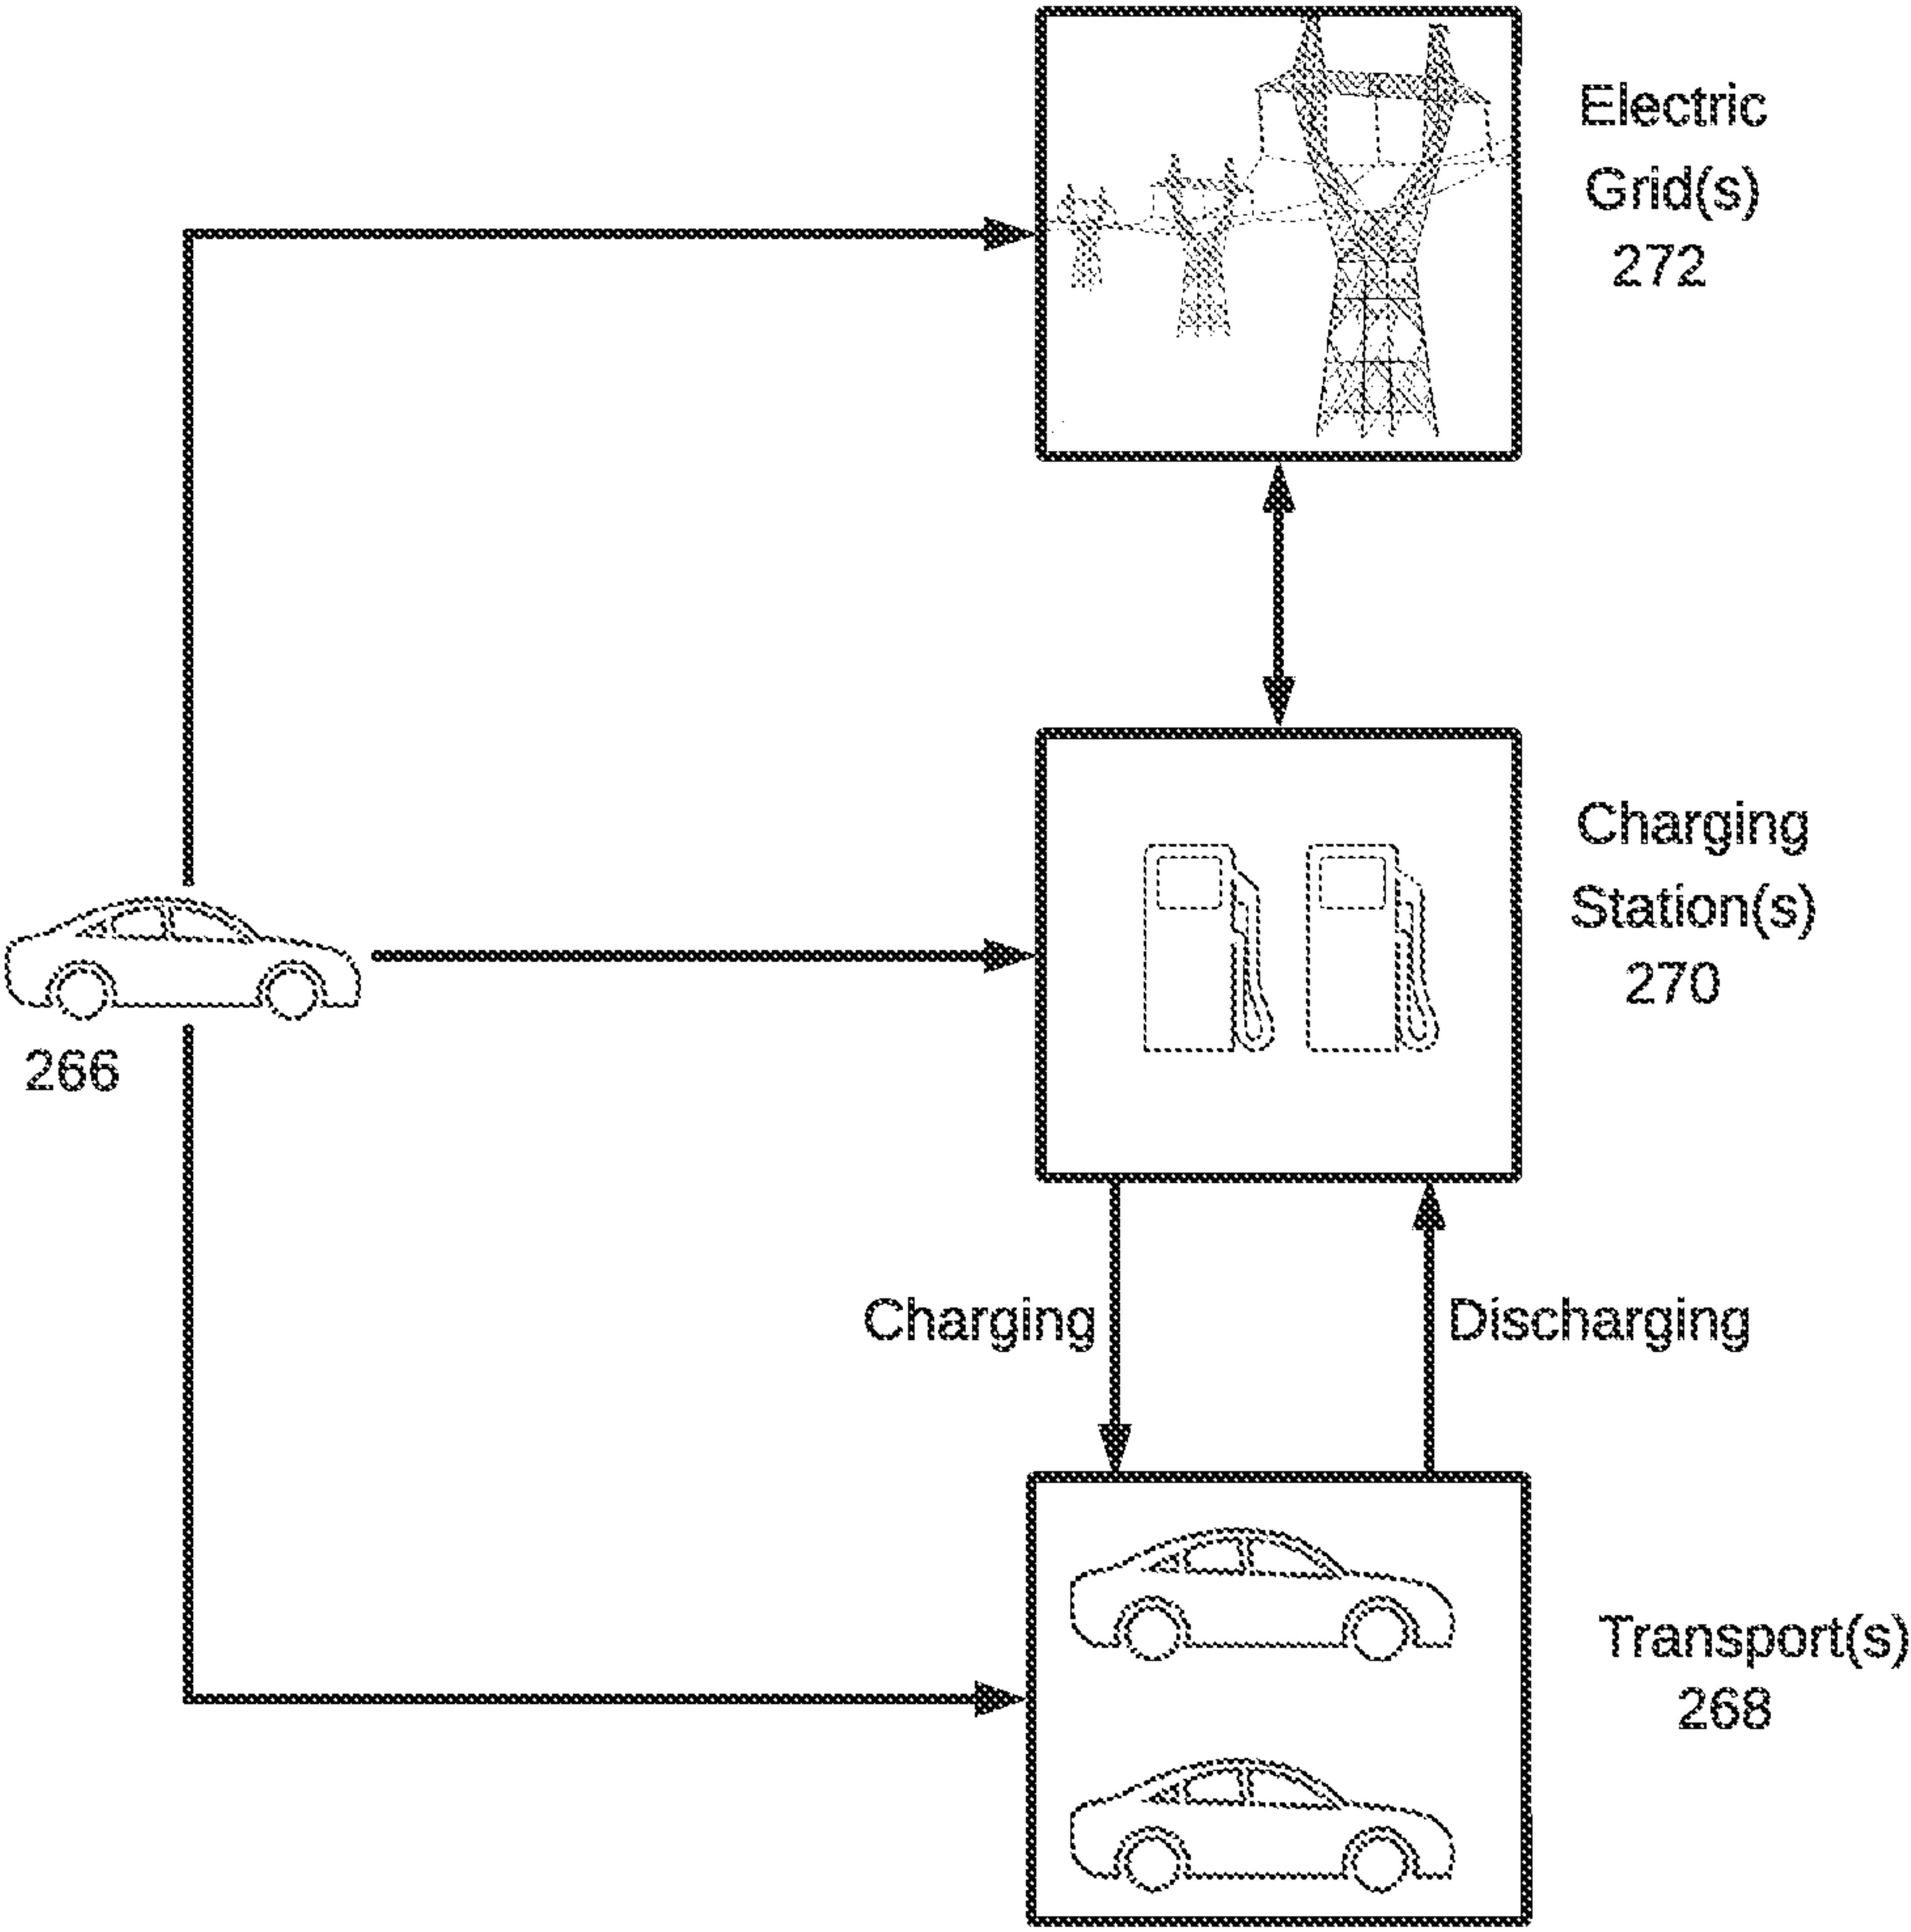 Electric
Grid(s)
272
Charging
Station(s)
270
266
Charging
Discharging
Transport(s)
268